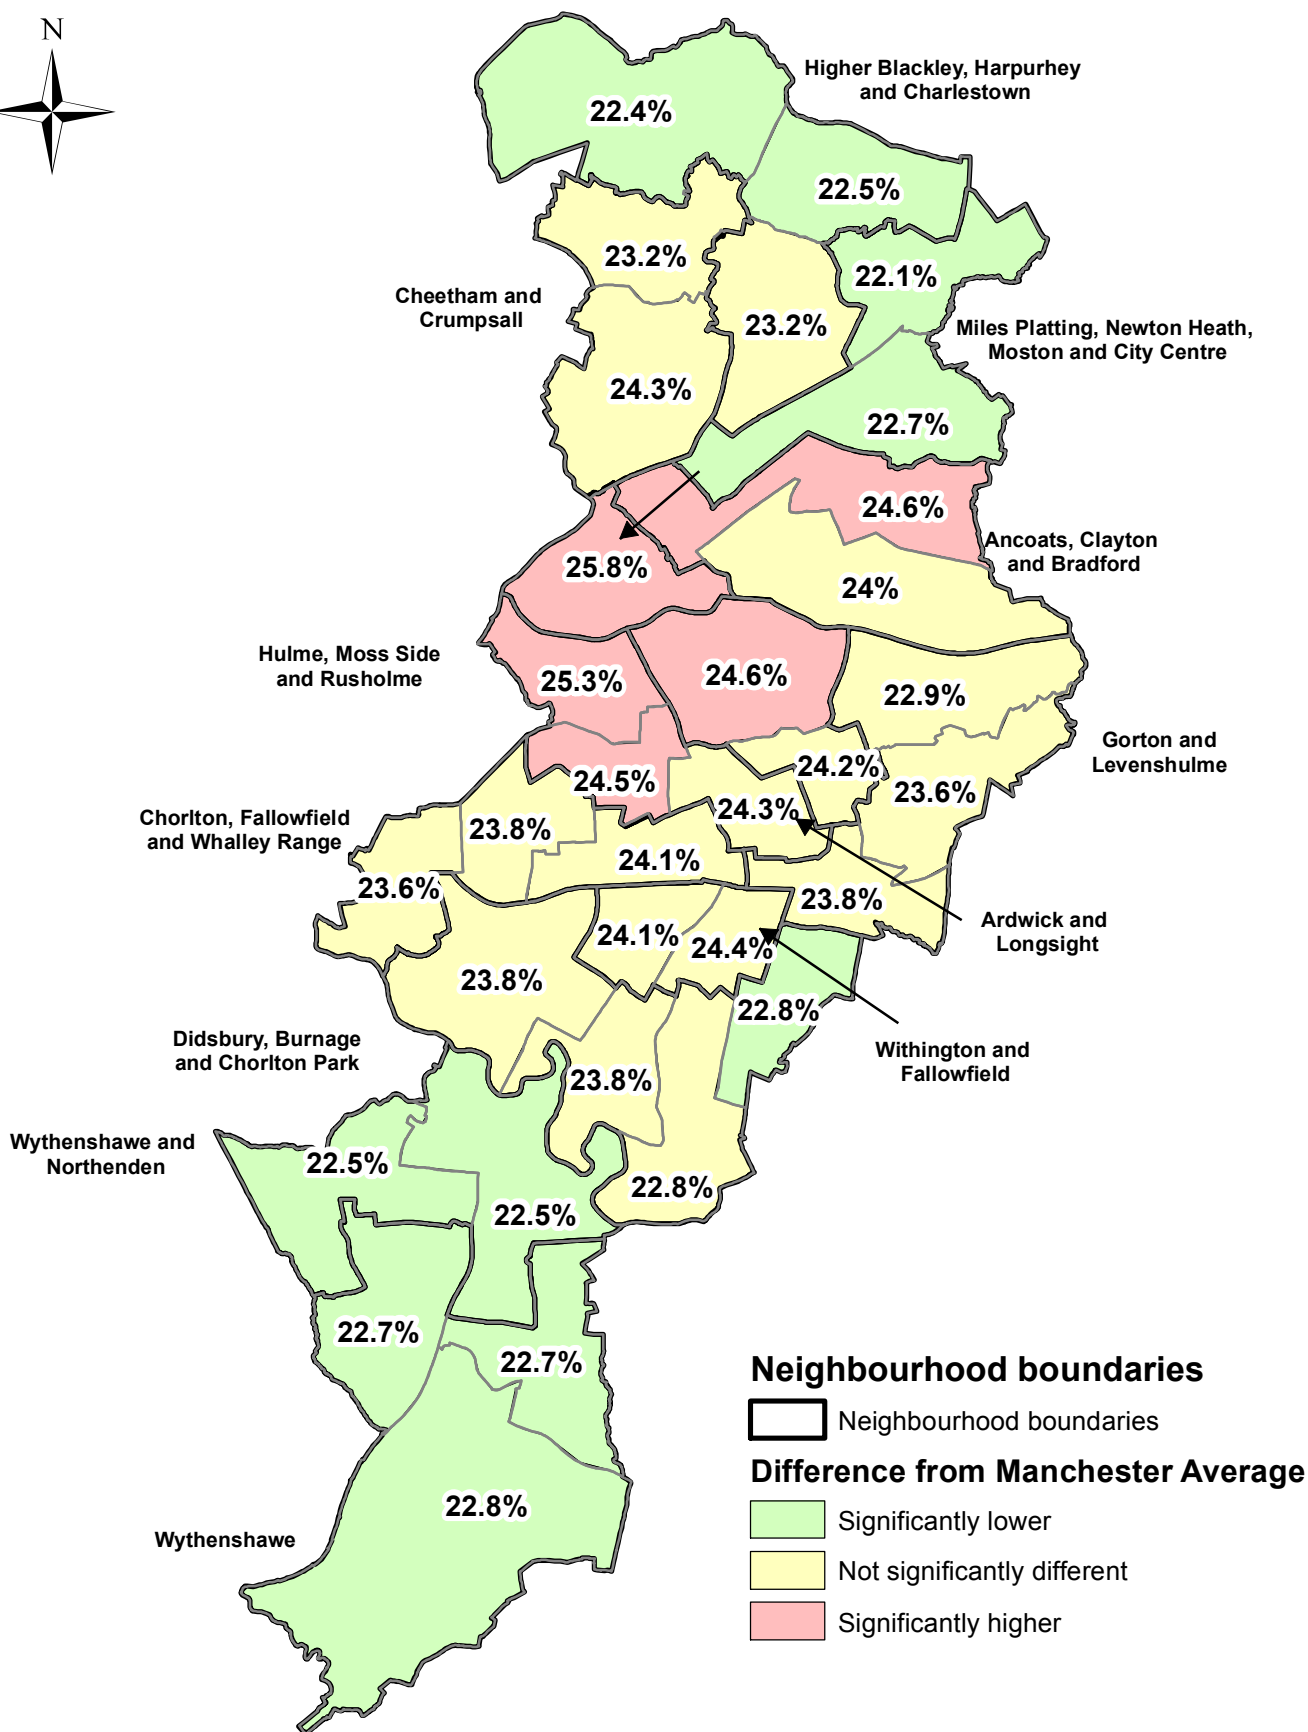 N
Higher Blackley, Harpurhey
and Charlestown
22.4%
22.5%
23.2%
22.1%
Cheetham and
Crumpsall
23.2%
Miles Platting, Newton Heath,
Moston and City Centre
24.3%
22.7%
24.6%
Ancoats, Clayton
and Bradford
25.8%
24%
Hulme, Moss Side
and Rusholme
25.3%
24.6%
22.9%
Gorton and
Levenshulme
24.5%
24.2%
23.6%
24.3%
Chorlton, Fallowfield
and Whalley Range
23.8%
24.1%
23.6%
23.8%
Ardwick and
Longsight
24.1%
24.4%
23.8%
22.8%
Didsbury, Burnage
and Chorlton Park
Withington and
Fallowfield
23.8%
Wythenshawe and
Northenden
22.5%
22.8%
22.5%
22.7%
22.7%
22.8%
Wythenshawe
Neighbourhood boundaries
Neighbourhood boundaries
Difference from Manchester Average
Significantly lower
Not significantly different
Significantly higher